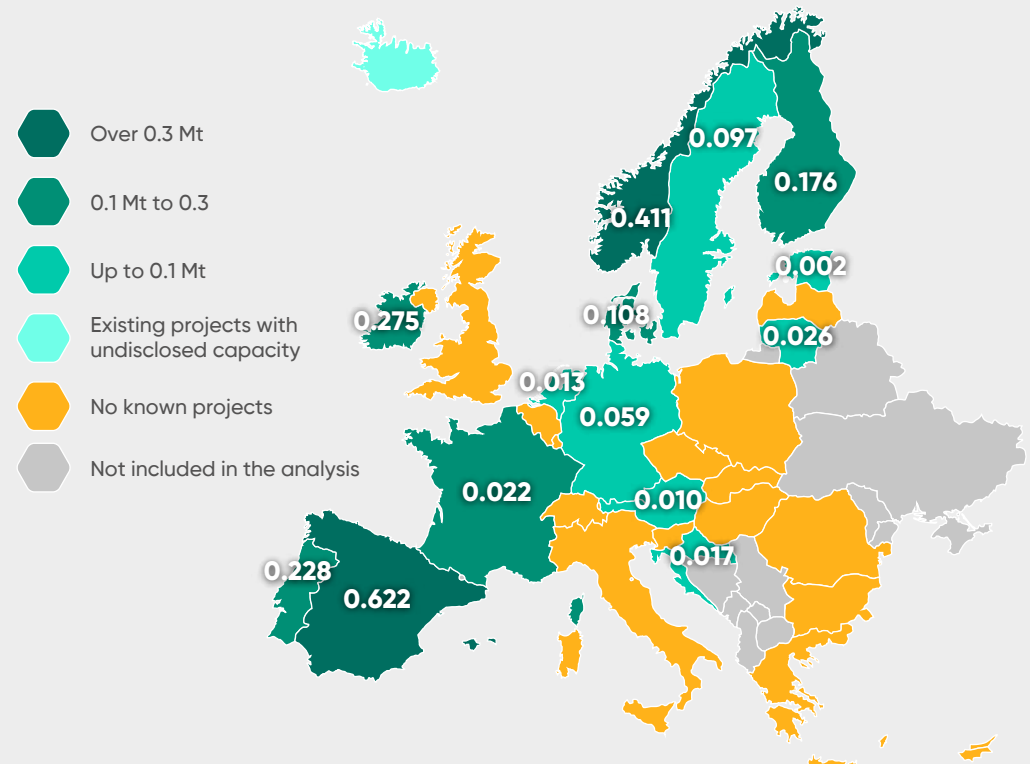 Over 0.3 Mt
0.1 Mt to 0.3
Up to 0.1 Mt
Existing projects with
undisclosed capacity
No known projects
Not included in the analysis
0.097
0.176
0.411
0.002
0.108
0.275
0.026
0.013
0.059
0.022
0.010
0.017
0.228
0.622